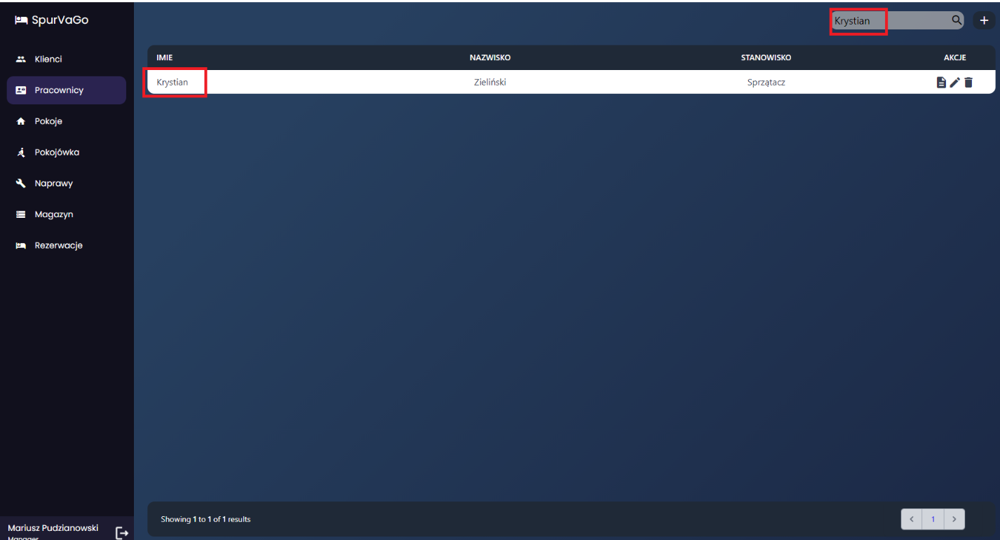 SpurVaGo
Krystian
Klienci
Pracownicy
Pokoje
Pokojówka
Naprawy
Magazyn
Rezerwacje
IMIE NAZWISKO STANOWISKO AKCJE
Krystian Zieliński Sprzątacz
Showing 1 to 1 of 1 results
1
Mariusz Pudzianowski
Manager